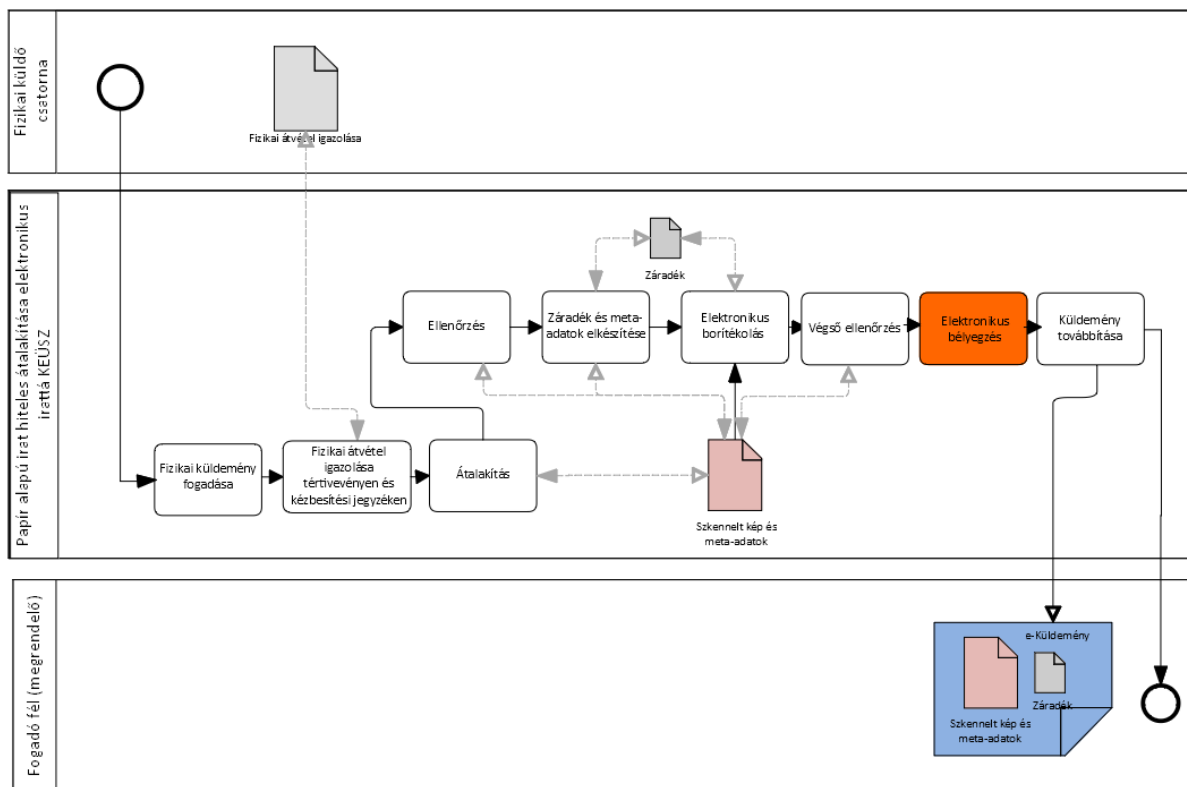 Fizikai küldő
csatorna
Fizikai átvétel igazolása
Papír alapú irat hiteles átalakítása elektronikus
irattá KEÜSZ
Záradék
Ellenőrzés
Záradék és meta-
adatok elkészítése
Elektronikus
borítékolás
Végső ellenőrzés
Elektronikus
bélyegzés
Küldemény
továbbítása
Fizikai küldemény
fogadása
Fizikai átvétel
igazolása
tértivevényen és
kézbesítési jegyzéken
Átalakítás
Szkennelt kép és
meta-adatok
Fogadó fél (megrendelő)
e-Küldemény
Záradék
Szkennelt kép és
meta-adatok